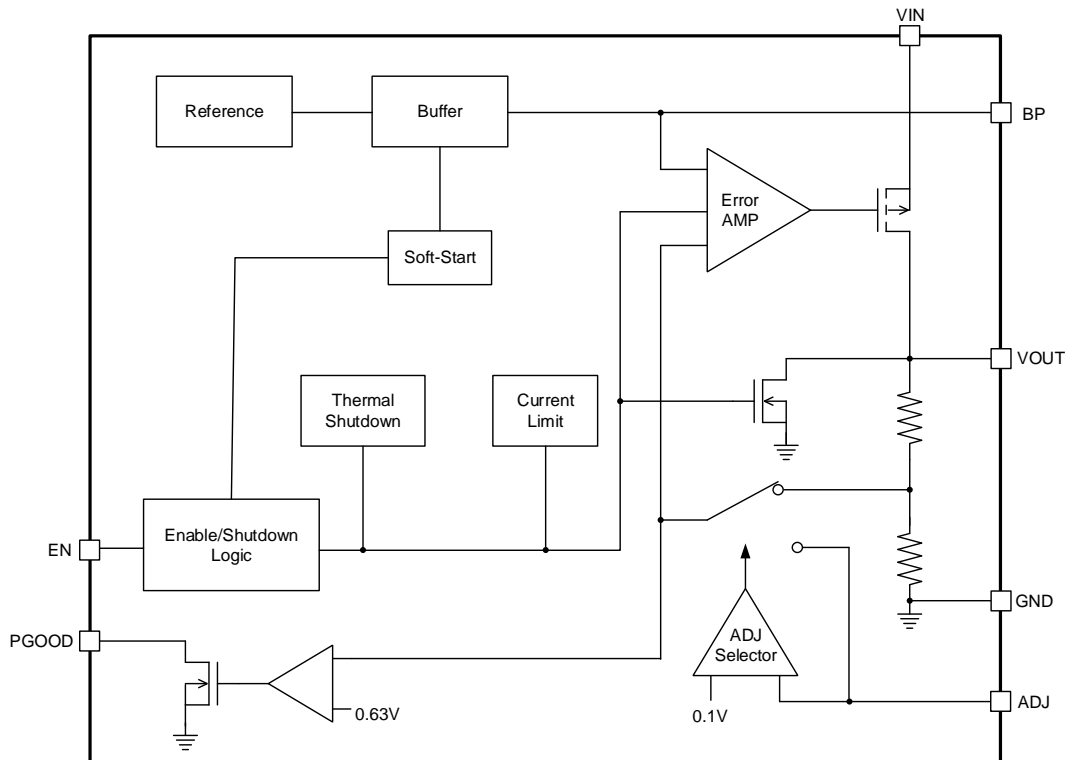 VIN
Reference
Buffer
BP
Error
AMP
Soft-Start
VOUT
Thermal
Shutdown
Current
Limit
EN
Enable/Shutdown
Logic
GND
PGOOD
ADJ
Selector
0.63V
0.1V
ADJ